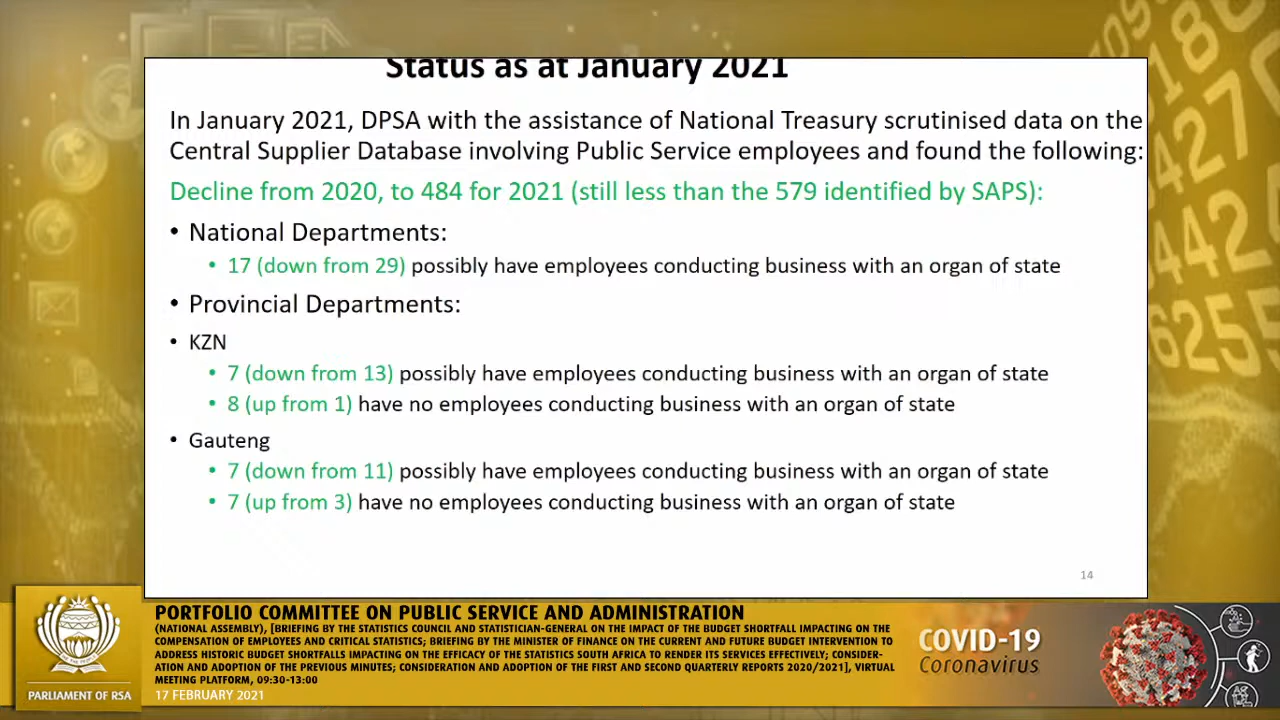 Status as at January 2021
In January 2021, DPSA with the assistance of National Treasury scrutinised data on the
Central Supplier Database involving Public Service employees and found the following:
Decline from 2020, to 484 for 2021 (still less than the 579 identified by SAPS):
• National Departments:
• 17 (down from 29) possibly have employees conducting business with an organ of state
• Provincial Departments:
• KZN
• 7 (down from 13) possibly have employees conducting business with an organ of state
• 8 (up from 1) have no employees conducting business with an organ of state
• Gauteng
• 7 (down from 11) possibly have employees conducting business with an organ of state
• 7 (up from 3) have no employees conducting business with an organ of state
14
PARLIAMENT OF RSA
PORTFOLIO COMMITTEE ON PUBLIC SERVICE AND ADMINISTRATION
(NATIONAL ASSEMBLY), [BRIEFING BY THE STATISTICS COUNCIL AND STATISTICIAN-GENERAL ON THE IMPACT OF THE BUDGET SHORTFALL IMPACTING ON THE
COMPENSATION OF EMPLOYEES AND CRITICAL STATISTICS; BRIEFING BY THE MINISTER OF FINANCE ON THE CURRENT AND FUTURE BUDGET INTERVENTION TO
ADDRESS HISTORIC BUDGET SHORTFALLS IMPACTING ON THE EFFICACY OF THE STATISTICS SOUTH AFRICA TO RENDER ITS SERVICES EFFECTIVELY; CONSIDER-
ATION AND ADOPTION OF THE PREVIOUS MINUTES; CONSIDERATION AND ADOPTION OF THE FIRST AND SECOND QUARTERLY REPORTS 2020/2021], VIRTUAL
MEETING PLATFORM, 09:30-13:00
17 FEBRUARY 2021
COVID-19
Coronavirus